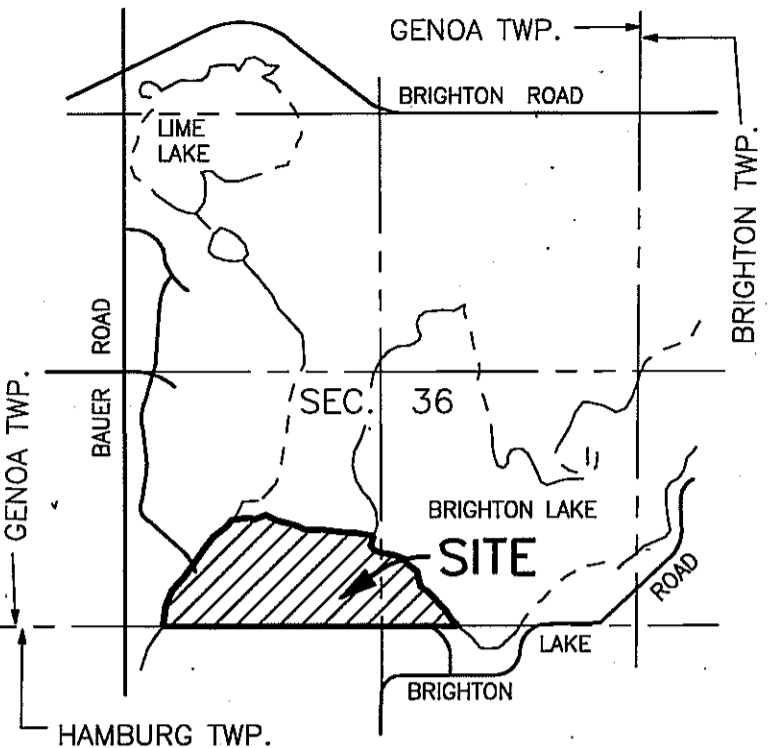 GENOA TWP.
BRIGHTON ROAD
LIME
LAKE
BRIGHTON TWP.
BAUER ROAD
SEC. 36
GENOA TWP.
BRIGHTON LAKE
SITE
BRIGHTON LAKE ROAD
HAMBURG TWP.